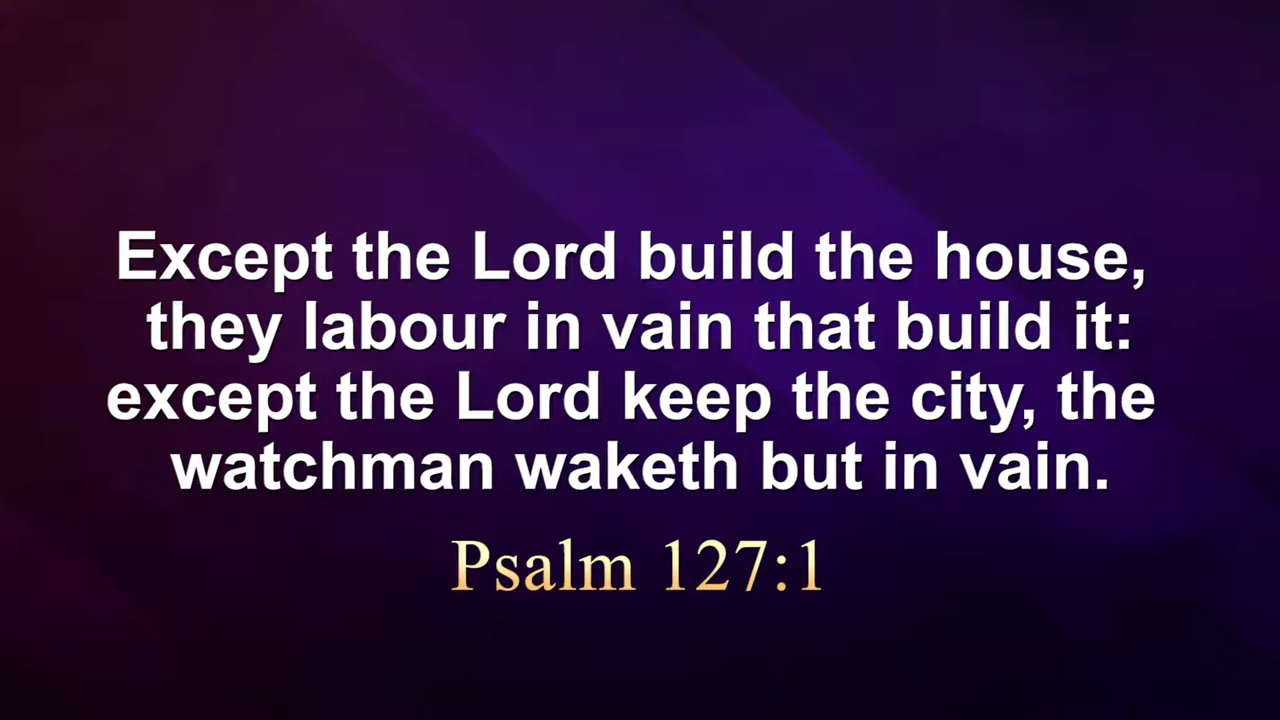 Except the Lord build the house,
they labour in vain that build it:
except the Lord keep the city, the
watchman waketh but in vain.
Psalm 127:1